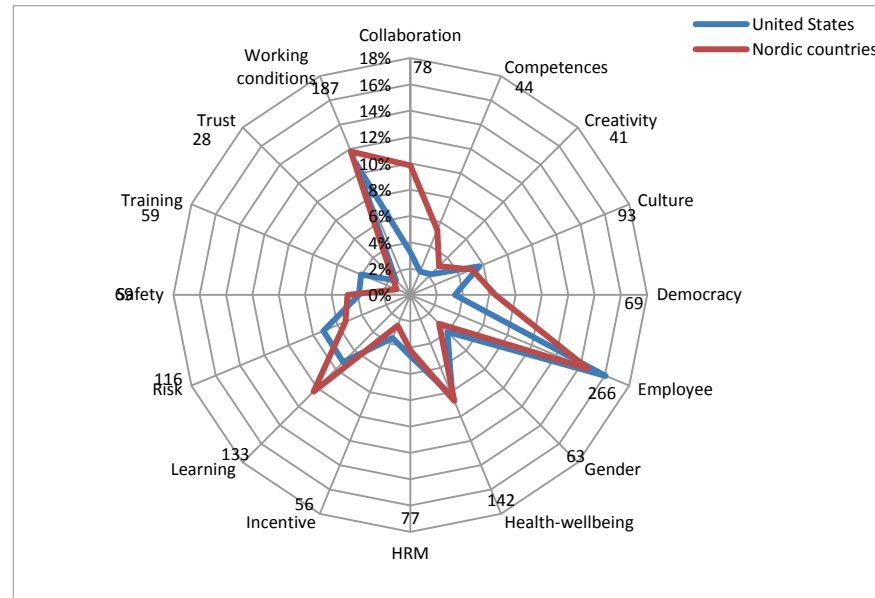 United States
Nordic countries
Collaboration
78
Competences
44
Creativity
41
Culture
93
Democracy
69
Employee
266
Gender
63
Health-wellbeing
142
HRM
77
Incentive
56
Learning
133
Risk
116
Safety
Training
59
Trust
28
Working
conditions
187
18%
16%
14%
12%
10%
8%
6%
4%
2%
0%